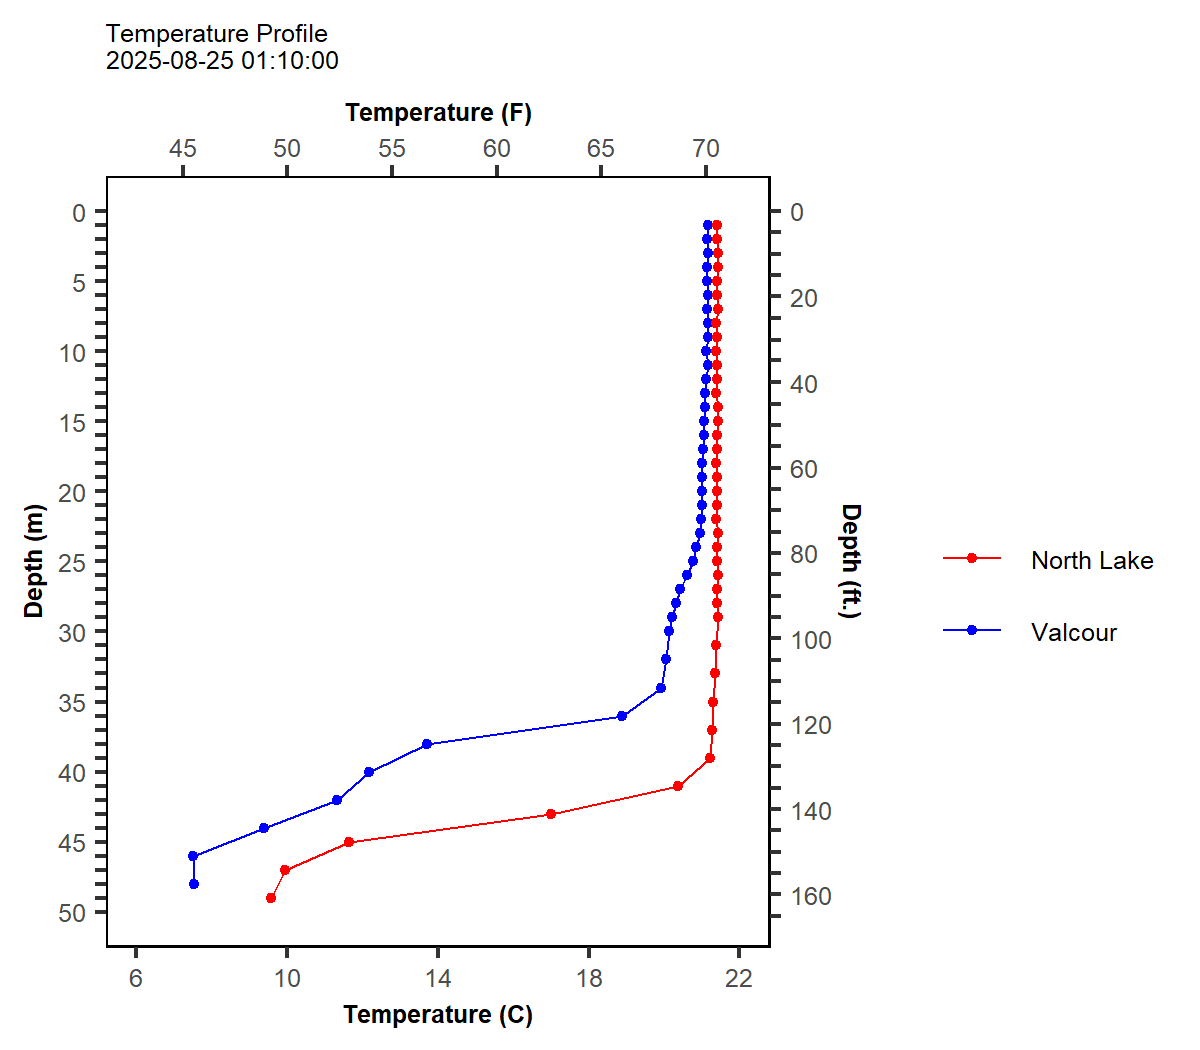 Temperature Profile
2025-08-25 01:10:00
Temperature (F)
45 50 55 60 65 70
0
5
10
15
20
25
30
35
40
45
50
Depth (m)
0
20
40
60
80
100
120
140
160
Depth (ft.)
6 10 14 18 22
Temperature (C)
North Lake
Valcour